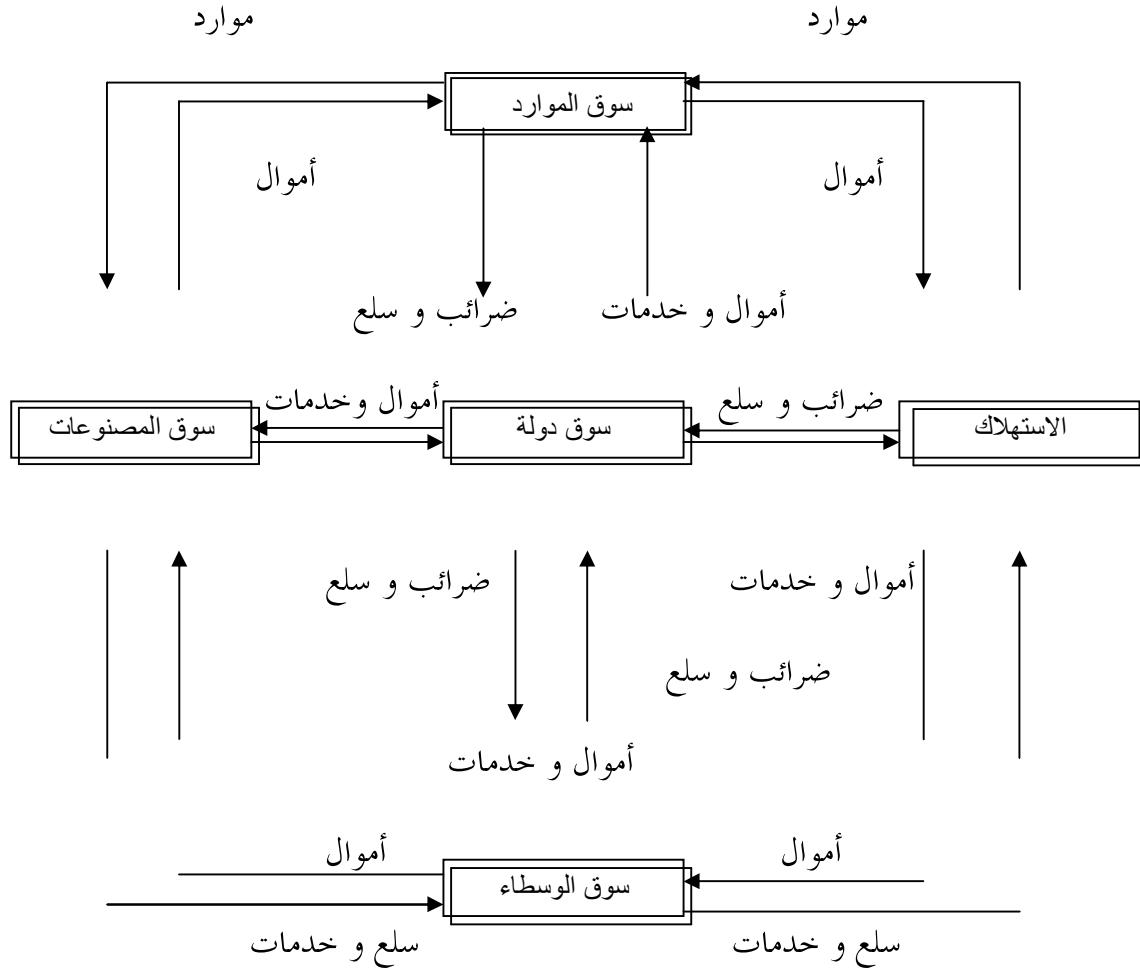 موارد
موارد
سوق الموارد
أموال
أموال
أموال و خدمات
ضرائب و سلع
ضرائب و سلع
أموال وخدمات
الاستهلاك
سوق دولة
سوق المصنوعات
أموال و خدمات
ضرائب و سلع
ضرائب و سلع
أموال و خدمات
أموال
أموال
سوق الوسطاء
سلع و خدمات
سلع و خدمات